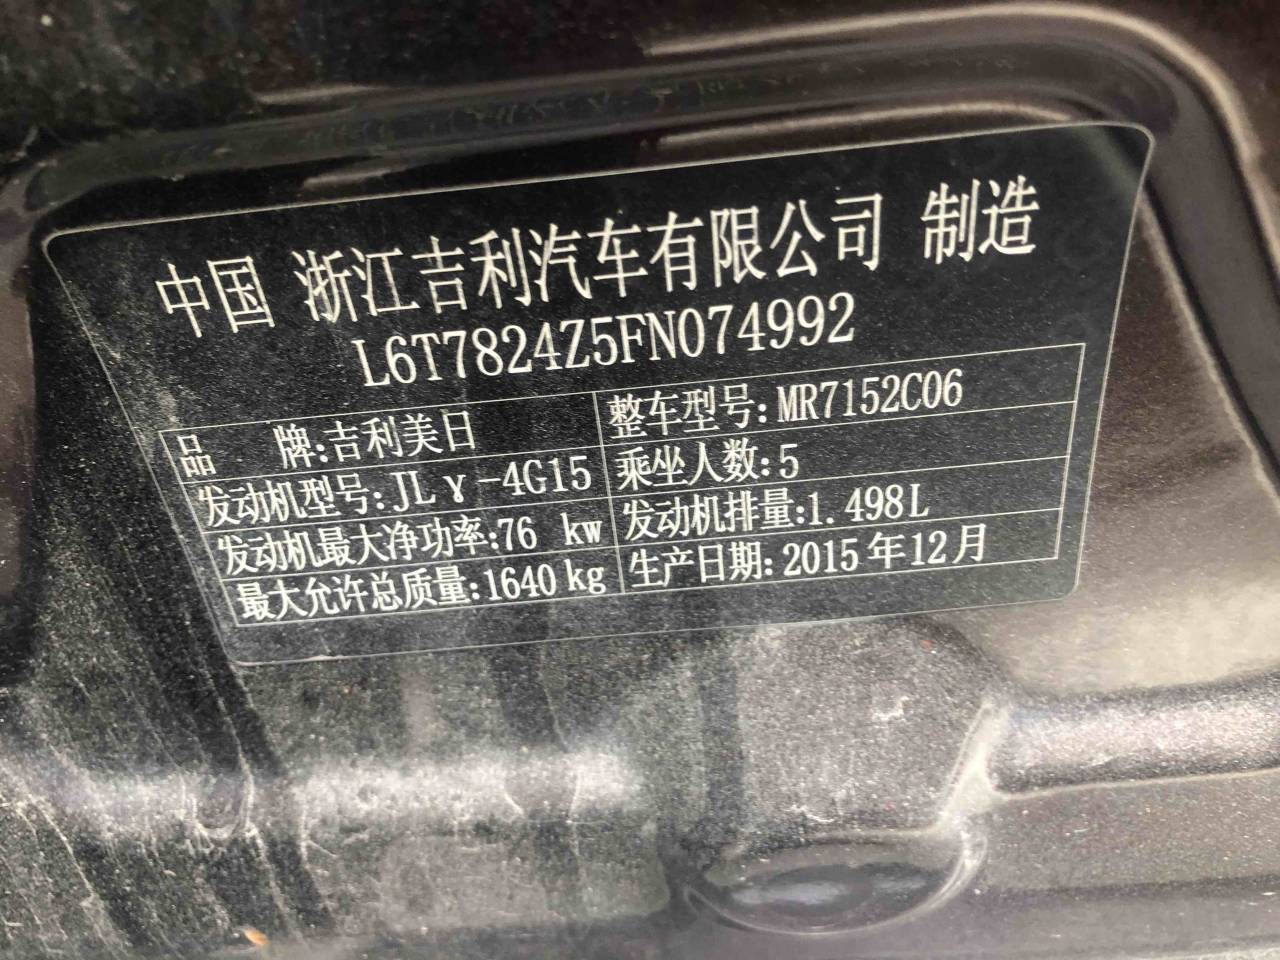 中国 浙江吉利汽车有限公司 制造
L6T7824Z5FN074992
品 牌:吉利美日 整车型号:MR7152C06
发动机型号:JLγ-4G15 乘坐人数:5
发动机最大净功率:76 kw 发动机排量:1.498L
最大允许总质量:1640kg 生产日期:2015年12月